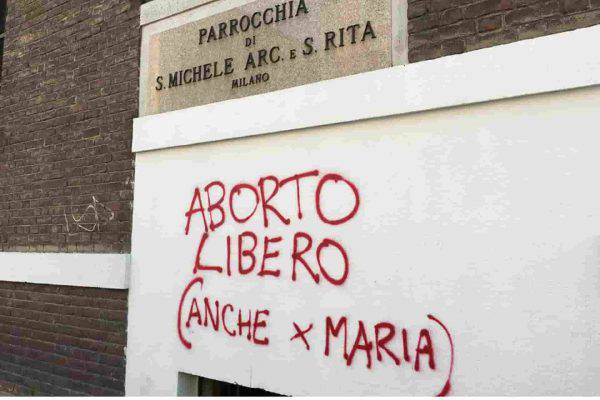 PARROCCHIA
DI
S. MICHELE ARC. E S. RITA
MILANO
ABORTO
LIBERO
(ANCHE x MARIA)